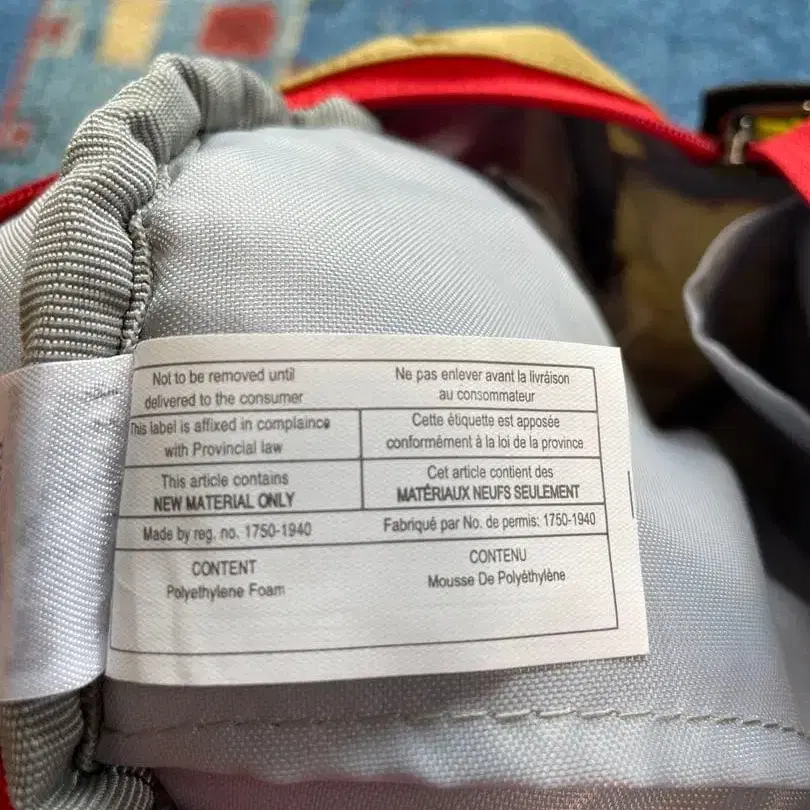 Not to be removed until
delivered to the consumer
Ne pas enlever avant la livráison
au consommateur
This label is affixed in complaince
with Provincial law
Cette étiquette est apposée
conformément à la loi de la province
This article contains
NEW MATERIAL ONLY
Cet article contient des
MATÉRIAUX NEUFS SEULEMENT
Made by reg. no. 1750-1940
Fabriqué par No. de permis: 1750-1940
CONTENT
Polyethylene Foam
CONTENU
Mousse De Polyéthylène